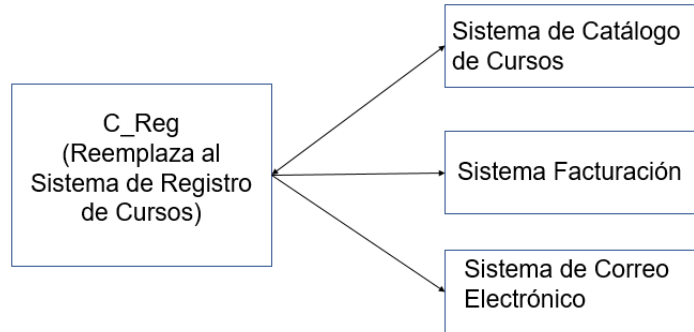 C_Reg
(Reemplaza al
Sistema de Registro
de Cursos)
Sistema de Catálogo
de Cursos
Sistema Facturación
Sistema de Correo
Electrónico